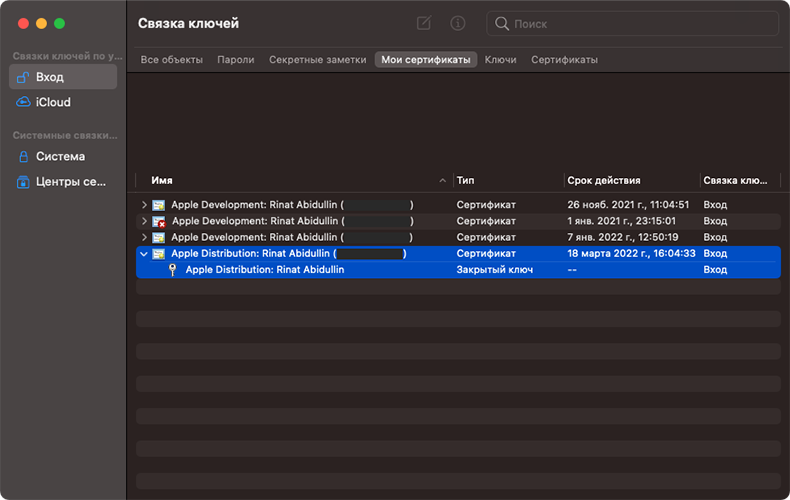 Связка ключей
Поиск
Связки ключей по у...
Вход
iCloud
Системные связки...
Система
Центры се...
Все объекты Пароли Секретные заметки Мои сертификаты Ключи Сертификаты
Имя Тип Срок действия Связка клю...
Apple Development: Rinat Abidullin ( ) Сертификат 26 нояб. 2021 г., 11:04:51 Вход
Apple Development: Rinat Abidullin ( ) Сертификат 1 янв. 2021 г., 23:15:01 Вход
Apple Development: Rinat Abidullin ( ) Сертификат 7 янв. 2022 г., 12:50:19 Вход
Apple Distribution: Rinat Abidullin ( ) Сертификат 18 марта 2022 г., 16:04:33 Вход
Apple Distribution: Rinat Abidullin Закрытый ключ -- Вход